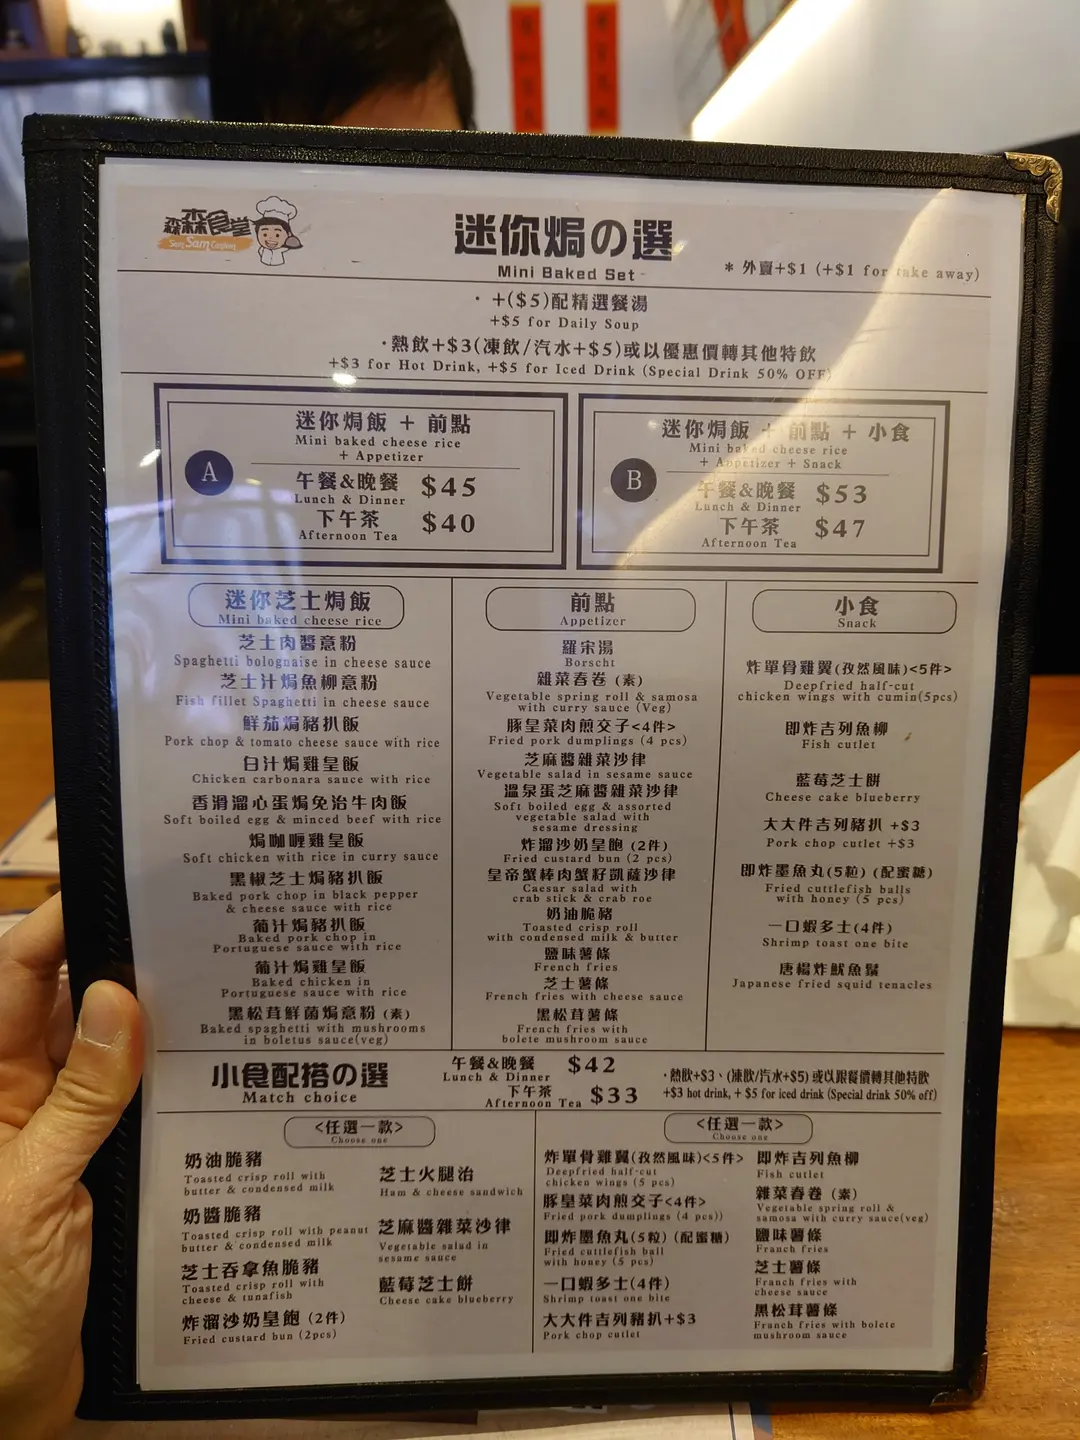 森森食堂
Sam Sam Canteen
迷你焗の選
Mini Baked Set
* 外賣+$1 (+$1 for take away)
· +($5)配精選餐湯
+$5 for Daily Soup
·熱飲+$3(凍飲/汽水+$5)或以優惠價轉其他特飲
+$3 for Hot Drink, +$5 for Iced Drink (Special Drink 50% OFF)
A
迷你焗飯 + 前點
Mini baked cheese rice
+ Appetizer
午餐&晚餐 $45
Lunch & Dinner
下午茶 $40
Afternoon Tea
B
迷你焗飯 + 前點 + 小食
Mini baked cheese rice
+ Appetizer + Snack
午餐&晚餐 $53
Lunch & Dinner
下午茶 $47
Afternoon Tea
迷你芝士焗飯
Mini baked cheese rice
芝士肉醬意粉
Spaghetti bolognaise in cheese sauce
芝士汁焗魚柳意粉
Fish fillet Spaghetti in cheese sauce
鮮茄焗豬扒飯
Pork chop & tomato cheese sauce with rice
白汁焗雞皇飯
Chicken carbonara sauce with rice
香滑溜心蛋焗免治牛肉飯
Soft boiled egg & minced beef with rice
焗咖喱雞皇飯
Soft chicken with rice in curry sauce
黑椒芝士焗豬扒飯
Baked pork chop in black pepper
& cheese sauce with rice
葡汁焗豬扒飯
Baked pork chop in
Portuguese sauce with rice
葡汁焗雞皇飯
Baked chicken in
Portuguese sauce with rice
黑松茸鮮菌焗意粉 (素)
Baked spaghetti with mushrooms
in boletus sauce(veg)
前點
Appetizer
羅宋湯
Borscht
雜菜春卷 (素)
Vegetable spring roll & samosa
with curry sauce (Veg)
豚皇菜肉煎交子<4件>
Fried pork dumplings (4 pcs)
芝麻醬雜菜沙律
Vegetable salad in sesame sauce
溫泉蛋芝麻醬雜菜沙律
Soft boiled egg & assorted
vegetable salad with
sesame dressing
炸溜沙奶皇飽 (2件)
Fried custard bun (2 pcs)
皇帝蟹棒肉蟹籽凱薩沙律
Caesar salad with
crab stick & crab roe
奶油脆豬
Toasted crisp roll
with condensed milk & butter
鹽味薯條
French fries
芝士薯條
French fries with cheese sauce
黑松茸薯條
French fries with
bolete mushroom sauce
小食
Snack
炸單骨雞翼(孜然風味)<5件>
Deepfried half-cut
chicken wings with cumin(5pcs)
即炸吉列魚柳
Fish cutlet
藍莓芝士餅
Cheese cake blueberry
大大件吉列豬扒 +$3
Pork chop cutlet +$3
即炸墨魚丸(5粒) (配蜜糖)
Fried cuttlefish balls
with honey (5 pcs)
一口蝦多士(4件)
Shrimp toast one bite
唐楊炸魷魚鬚
Japanese fried squid tenacles
小食配搭の選
Match choice
午餐&晚餐 $42
Lunch & Dinner
下午茶 $33
Afternoon Tea
·熱飲+$3、(凍飲/汽水+$5) 或以跟餐價轉其他特飲
+$3 hot drink, + $5 for iced drink (Special drink 50% off)
<任選一款>
Choose one
奶油脆豬
Toasted crisp roll with
butter & condensed milk
奶醬脆豬
Toasted crisp roll with peanut
butter & condensed milk
芝士吞拿魚脆豬
Toasted crisp roll with
cheese & tunafish
炸溜沙奶皇飽 (2件)
Fried custard bun (2pcs)
芝士火腿治
Ham & cheese sandwich
芝麻醬雜菜沙律
Vegetable salad in
sesame sauce
藍莓芝士餅
Cheese cake blueberry
<任選一款>
Choose one
炸單骨雞翼(孜然風味)<5件>
Deepfried half-cut
chicken wings (5 pcs)
豚皇菜肉煎交子<4件>
Fried pork dumplings (4 pcs))
即炸墨魚丸(5粒) (配蜜糖)
Fried cuttlefish ball
with honey (5 pcs)
一口蝦多士(4件)
Shrimp toast one bite
大大件吉列豬扒+$3
Pork chop cutlet
即炸吉列魚柳
Fish cutlet
雜菜春卷 (素)
Vegetable spring roll &
samosa with curry sauce(veg)
鹽味薯條
Franch fries
芝士薯條
Franch fries with
cheese sauce
黑松茸薯條
Franch fries with bolete
mushroom sauce